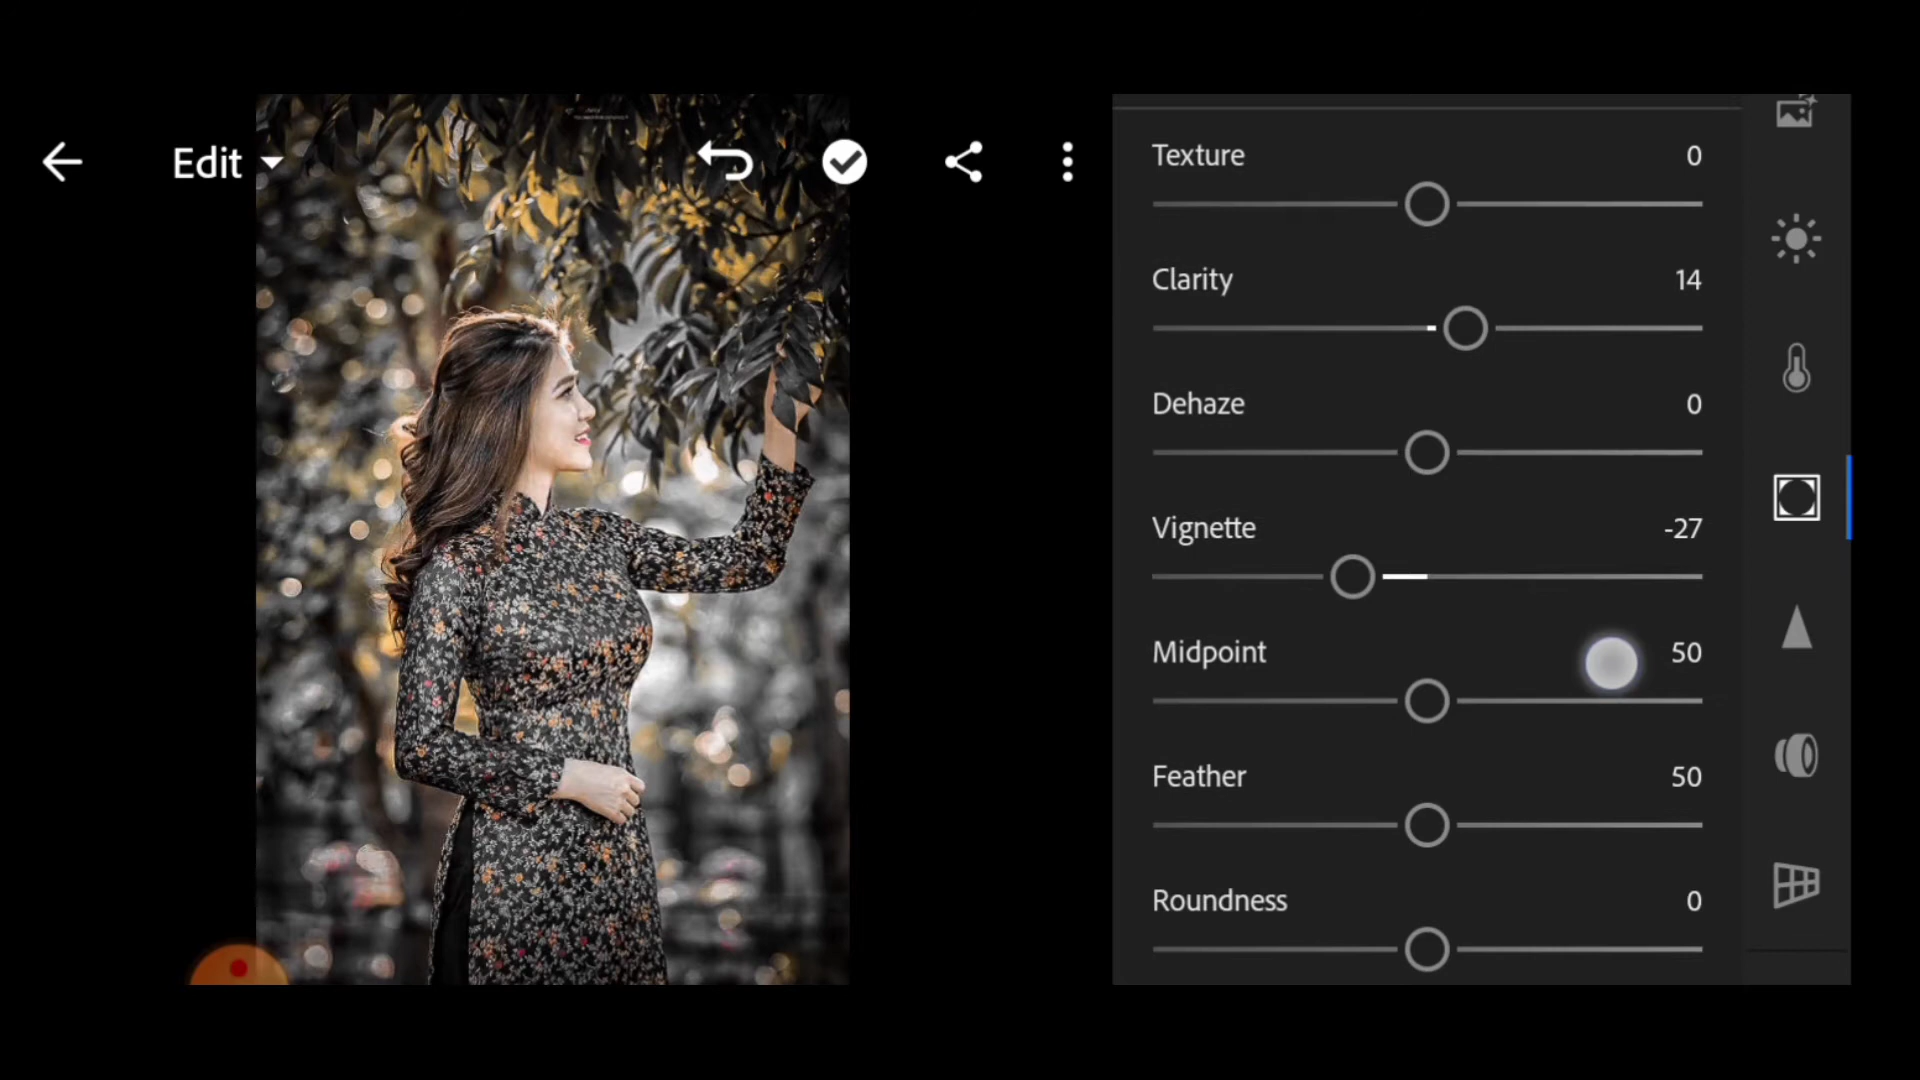 Edit
Texture 0
Clarity 14
Dehaze 0
Vignette -27
Midpoint 50
Feather 50
Roundness 0